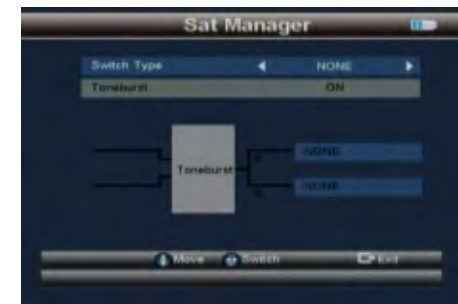 Sat Manager
Switch Type NONE
Toneburst ON
NONE
Toneburst
NONE
Move Switch Exit